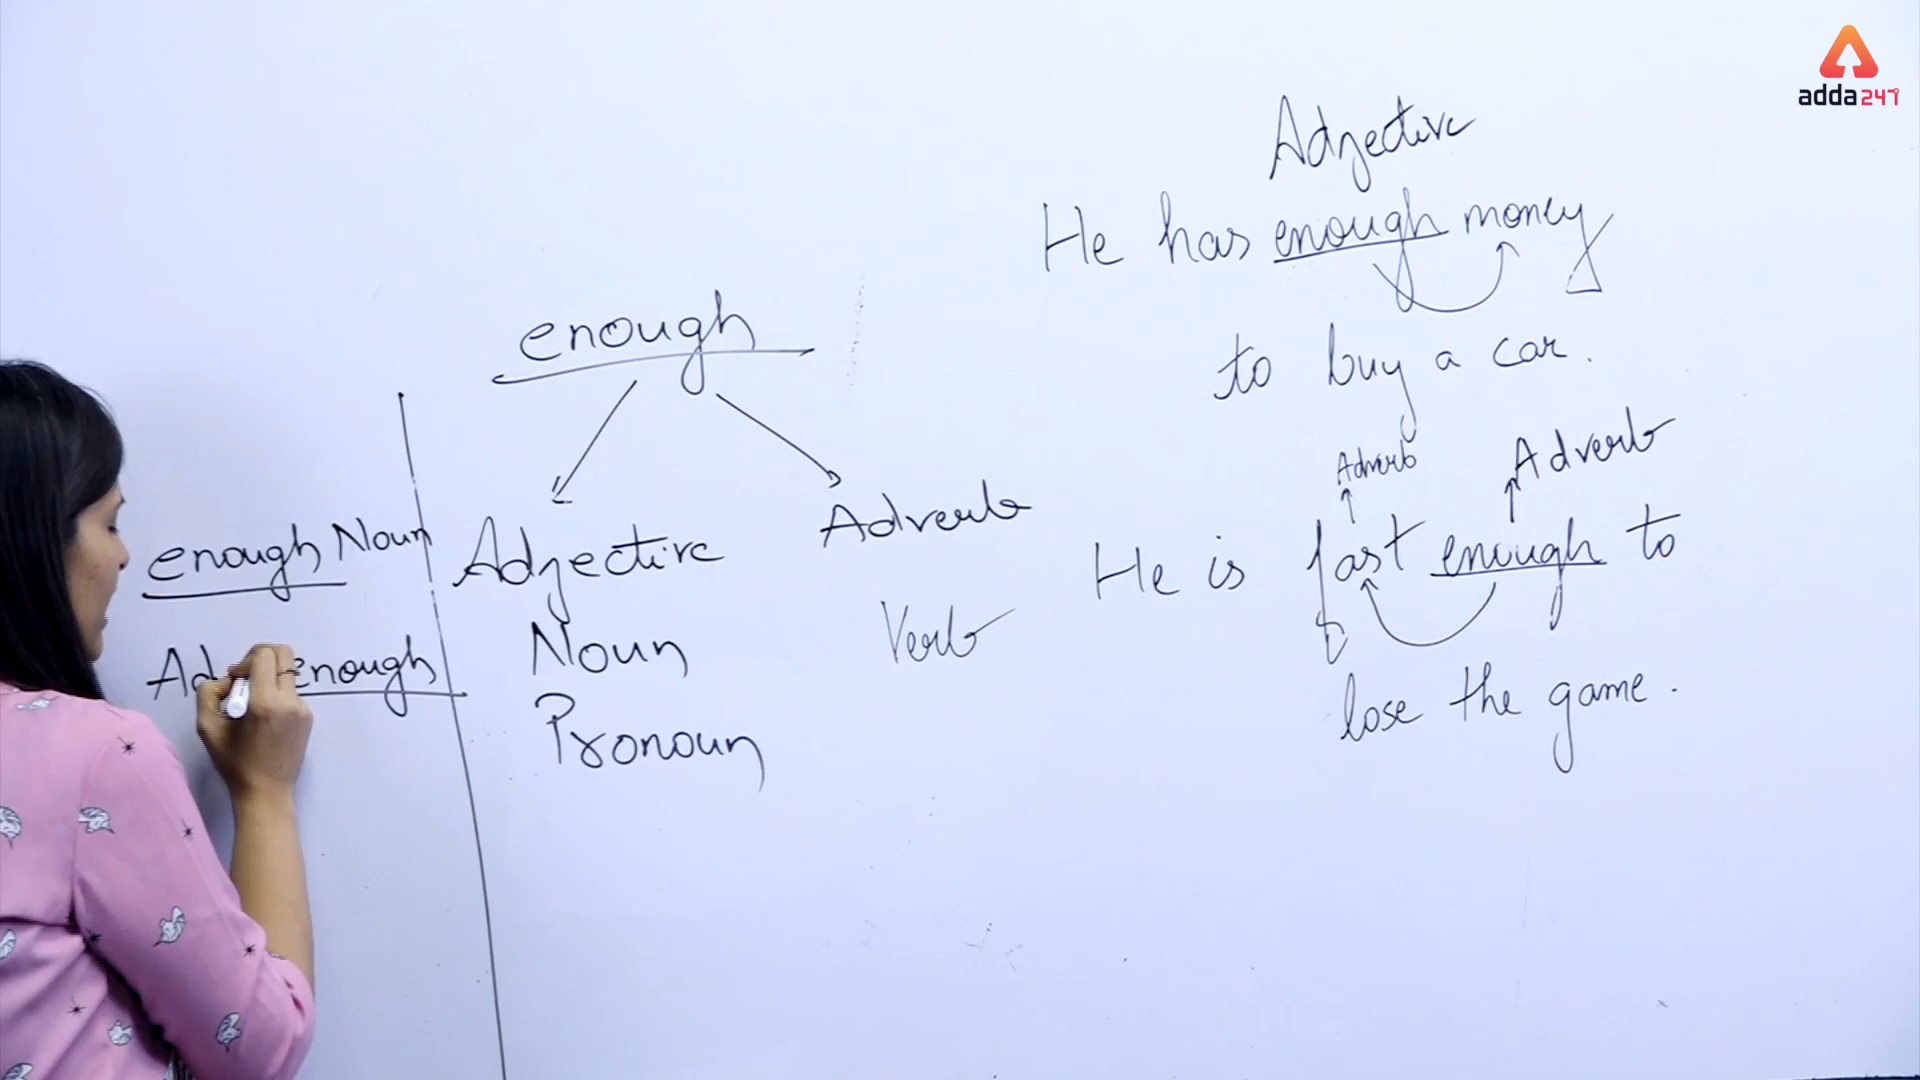 adda247
Adjective
He has enough money
to buy a car.
enough
Adverb
Adverb
He is fast enough to
lose the game.
enough Noun
Adjective
Adverb
Noun
Verb
Pronoun
enough